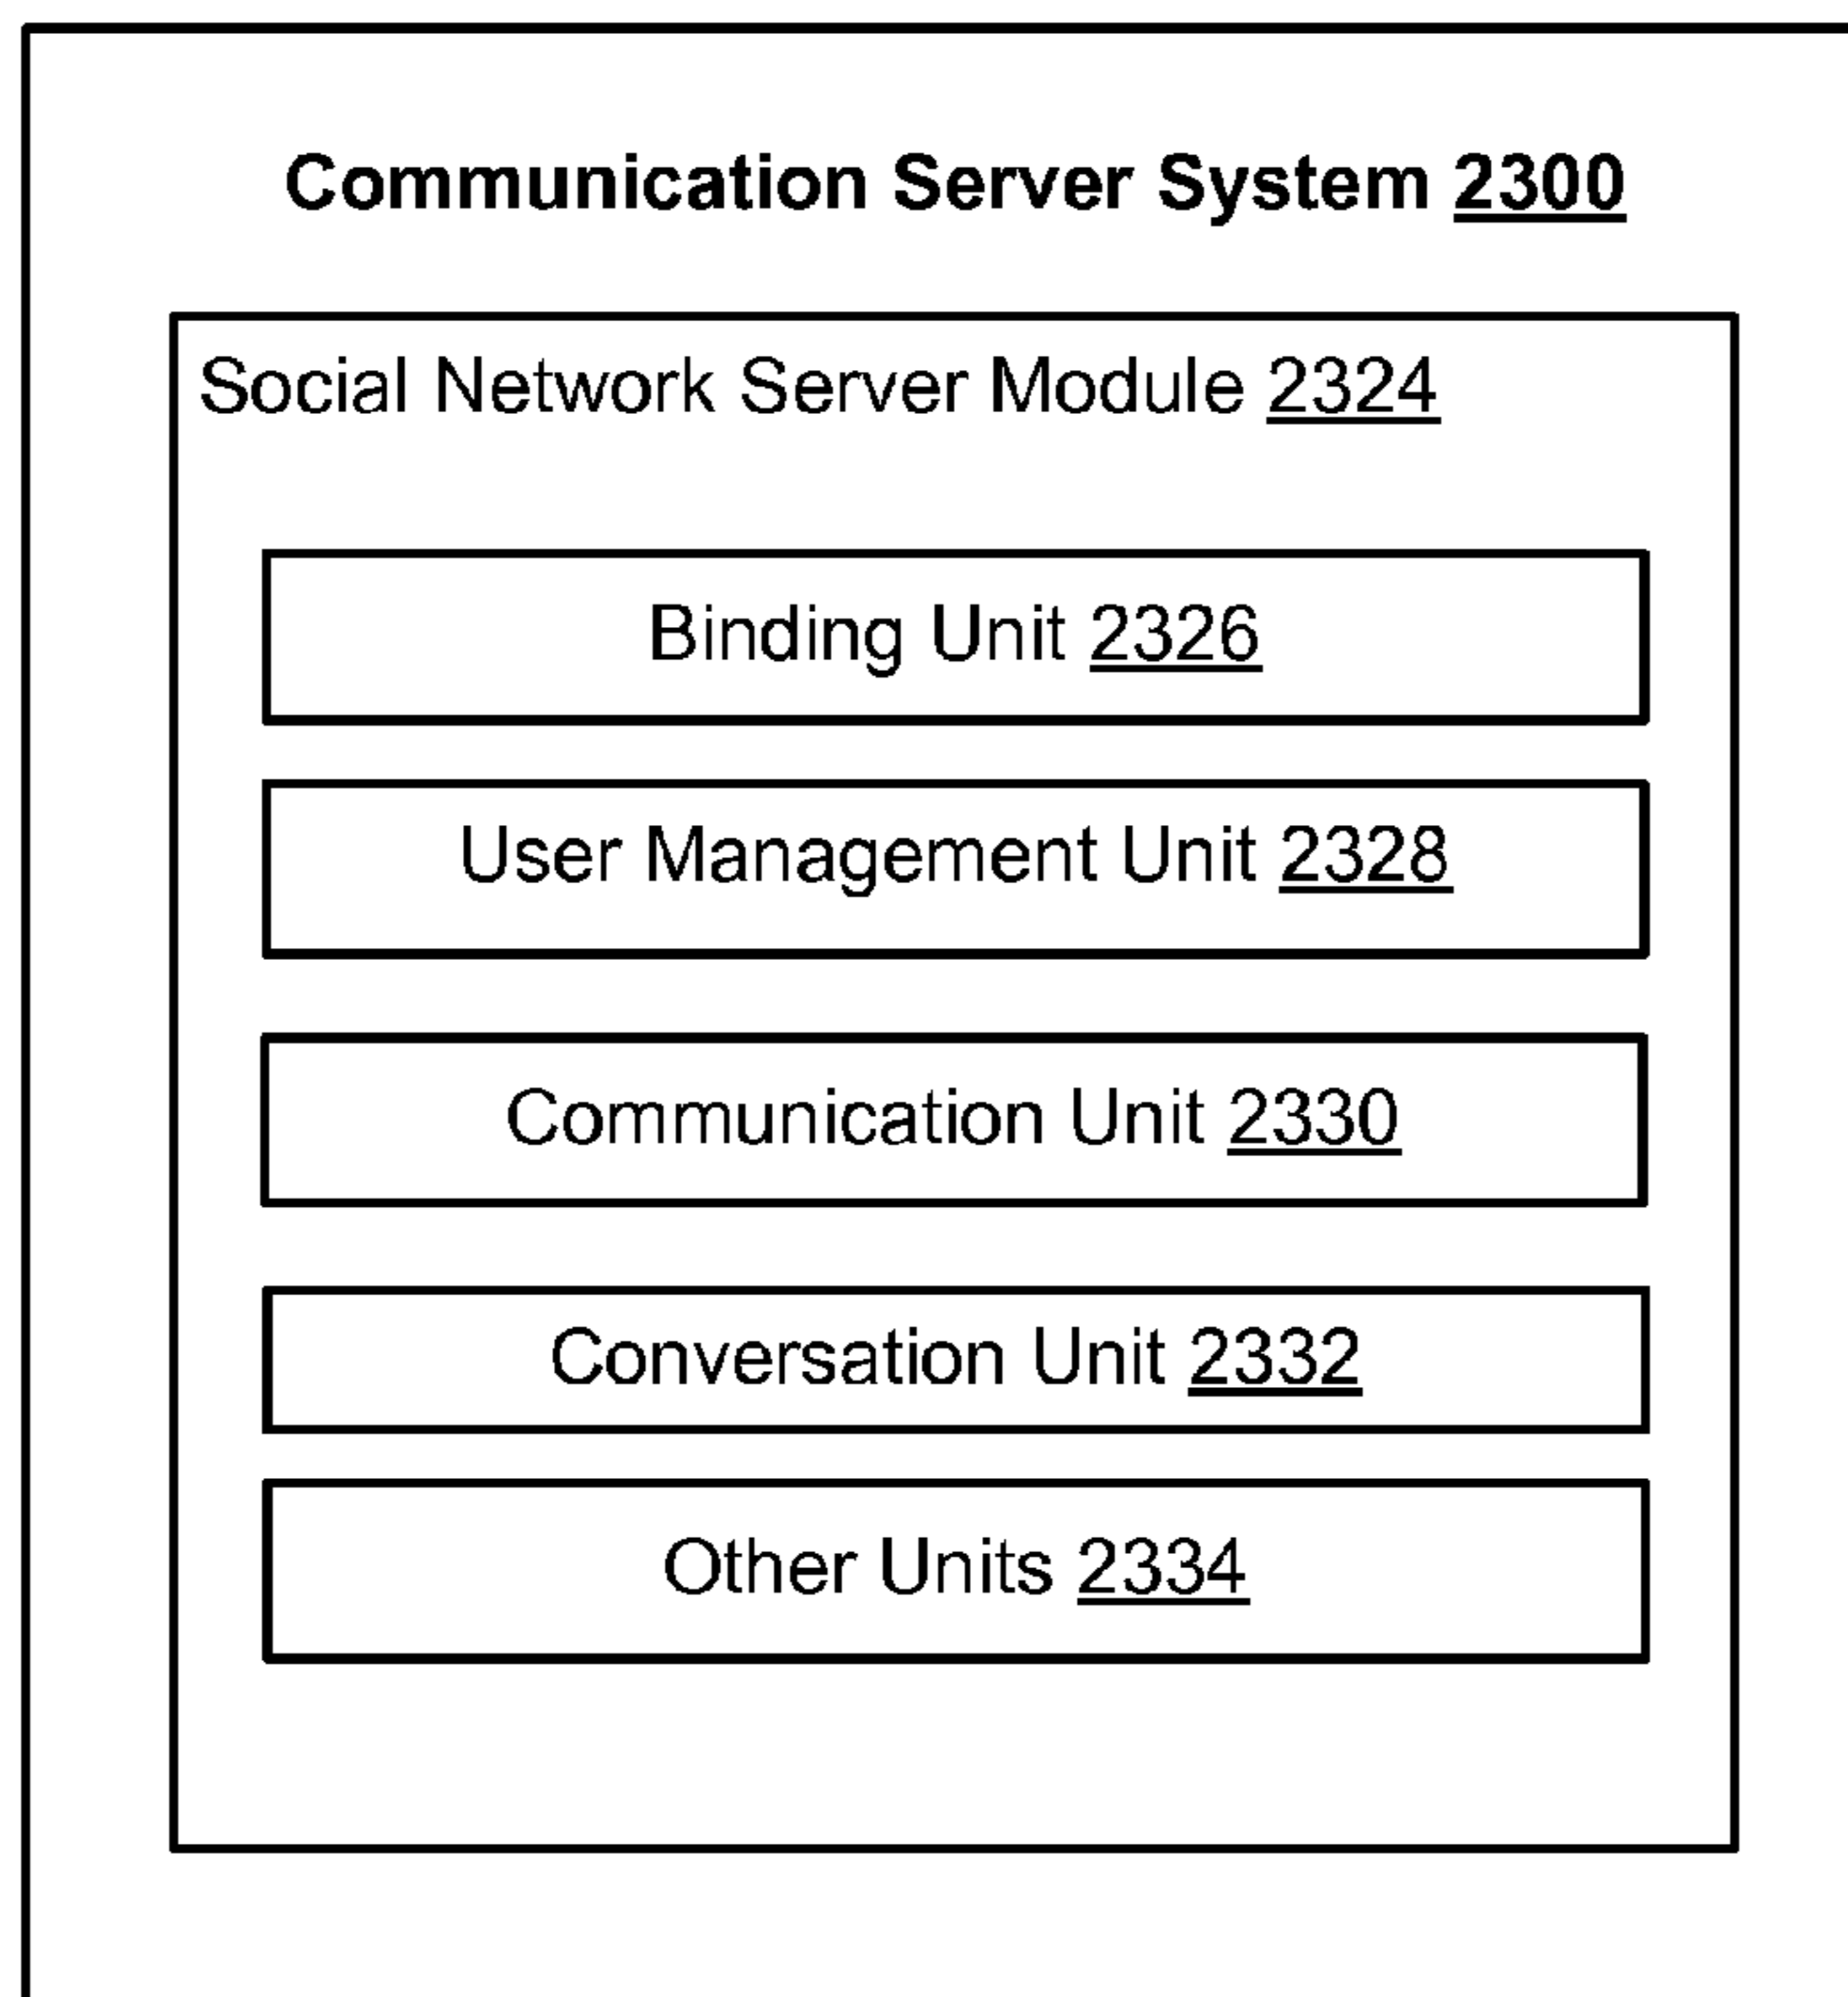 Communication Server System 2300
Social Network Server Module 2324
Binding Unit 2326
User Management Unit 2328
Communication Unit 2330
Conversation Unit 2332
Other Units 2334